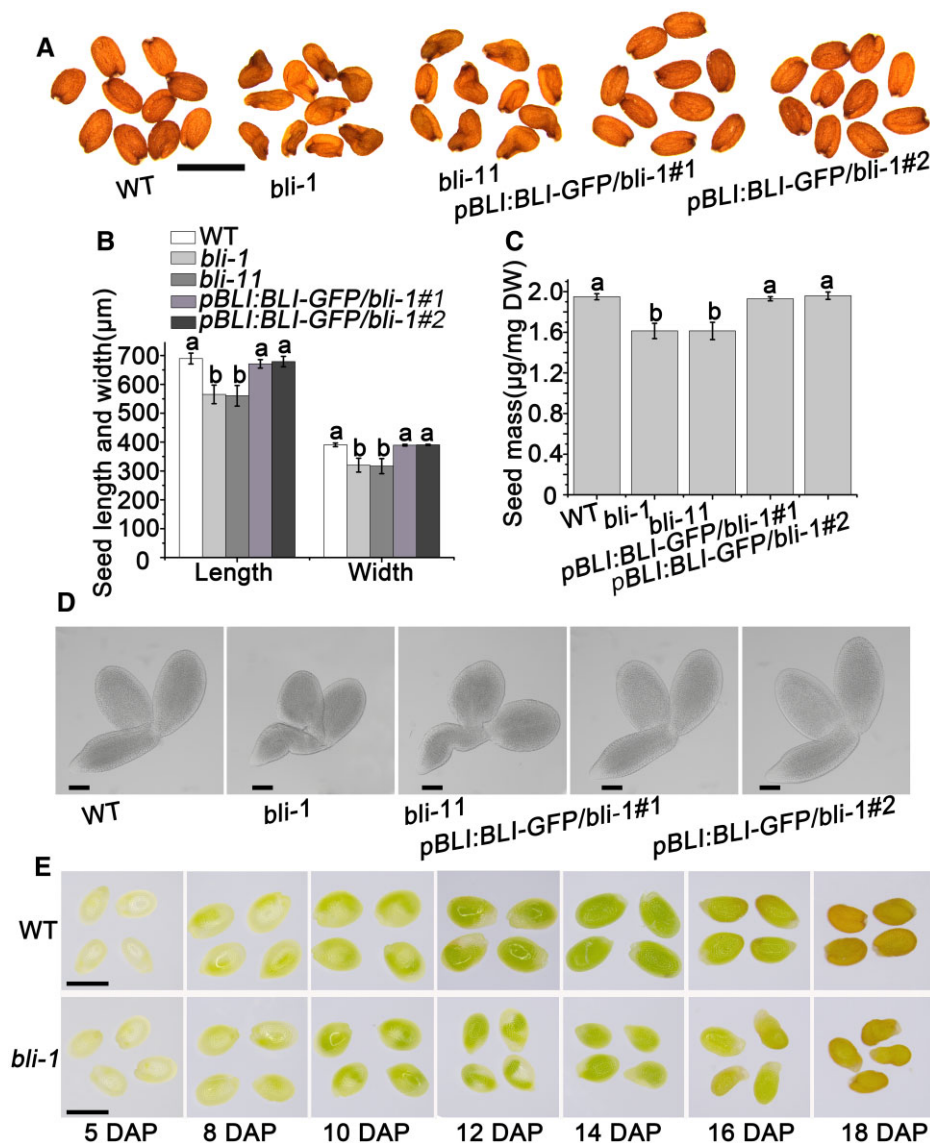 A
WT
bli-1
bli-11
pBLI:BLI-GFP/bli-1#1
pBLI:BLI-GFP/bli-1#2
B
WT
bli-1
bli-11
pBLI:BLI-GFP/bli-1#1
pBLI:BLI-GFP/bli-1#2
Seed length and width(µm)
700
600
500
400
300
200
100
0
a
b
b
a
a
a
b
b
a
a
Length
Width
C
Seed mass(µg/mg DW)
2.0
1.6
1.2
0.8
0.4
0
a
b
b
a
a
WT
bli-1
bli-11
pBLI:BLI-GFP/bli-1#1
pBLI:BLI-GFP/bli-1#2
D
WT
bli-1
bli-11
pBLI:BLI-GFP/bli-1#1
pBLI:BLI-GFP/bli-1#2
E
WT
bli-1
5 DAP
8 DAP
10 DAP
12 DAP
14 DAP
16 DAP
18 DAP